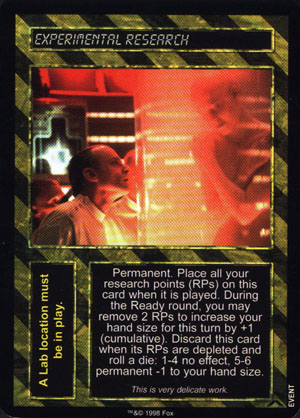 EXPERIMENTAL RESEARCH
A Lab location must
be in play.
Permanent. Place all your
research points (RPs) on this
card when it is played. During
the Ready round, you may
remove 2 RPs to increase your
hand size for this turn by +1
(cumulative). Discard this card
when its RPs are depleted and
roll a die: 1-4 no effect, 5-6
permanent -1 to your hand size.
This is very delicate work.
™&© 1998 Fox
EVENT